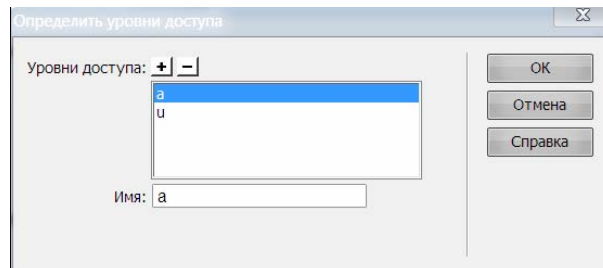 Определить уровни доступа
Уровни доступа: + −
a
u
Имя: a
OK
Отмена
Справка